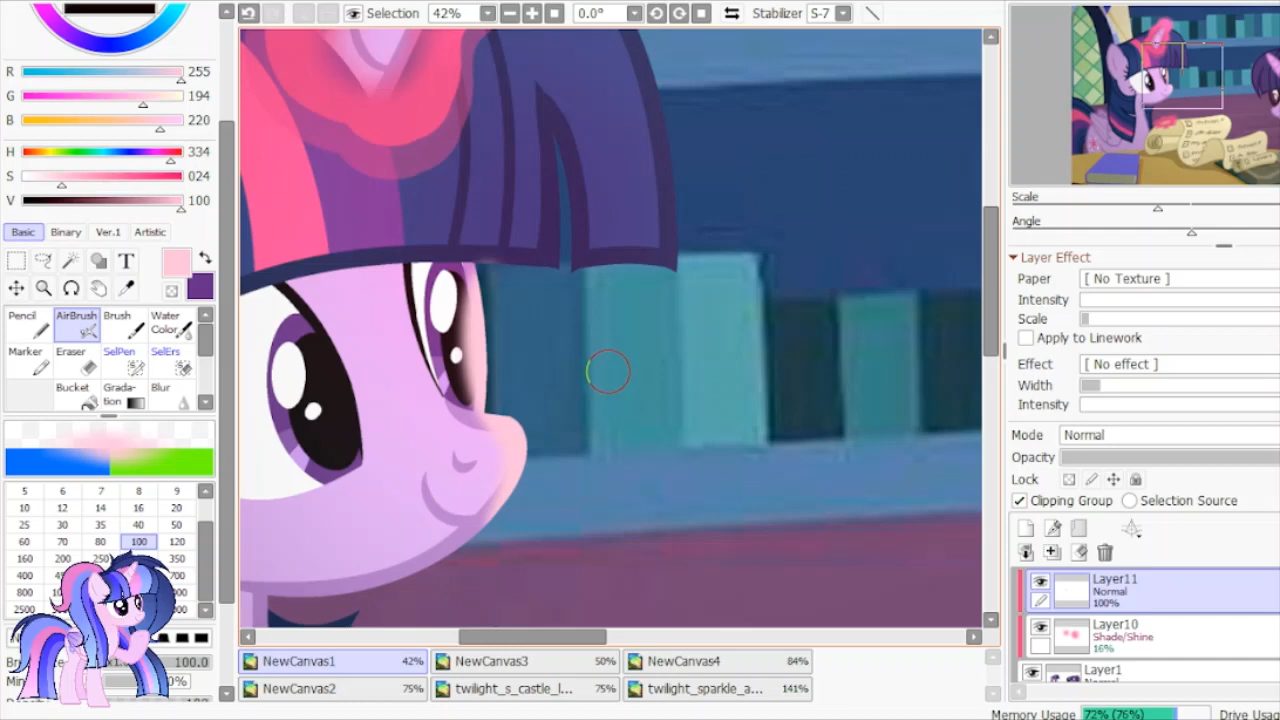 Selection 42% 0.0° Stabilizer S-7
R 255
G 194
B 220
H 334
S 024
V 100
Basic Binary Ver.1 Artistic
T
Pencil AirBrush Brush Water Color
Marker Eraser SelPen SelErs
Bucket Gradation Blur
5 6 7 8 9
10 12 14 16 20
25 30 35 40 50
60 70 80 100 120
160 200 250 350
400
800
2500
100.0
Min
Scale
Angle
Layer Effect
Paper [ No Texture ]
Intensity
Scale
Apply to Linework
Effect [ No effect ]
Width
Intensity
Mode Normal
Opacity
Lock
Clipping Group Selection Source
Layer11
Normal
100%
Layer10
Shade/Shine
16%
Layer1
Normal
NewCanvas1 42% NewCanvas3 50% NewCanvas4 84%
NewCanvas2 twilight_s_castle_l... 75% twilight_sparkle_a... 141%
Memory Usage 72% (76%) Drive Usa